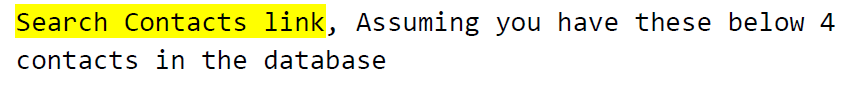 Search Contacts link, Assuming you have these below 4
contacts in the database